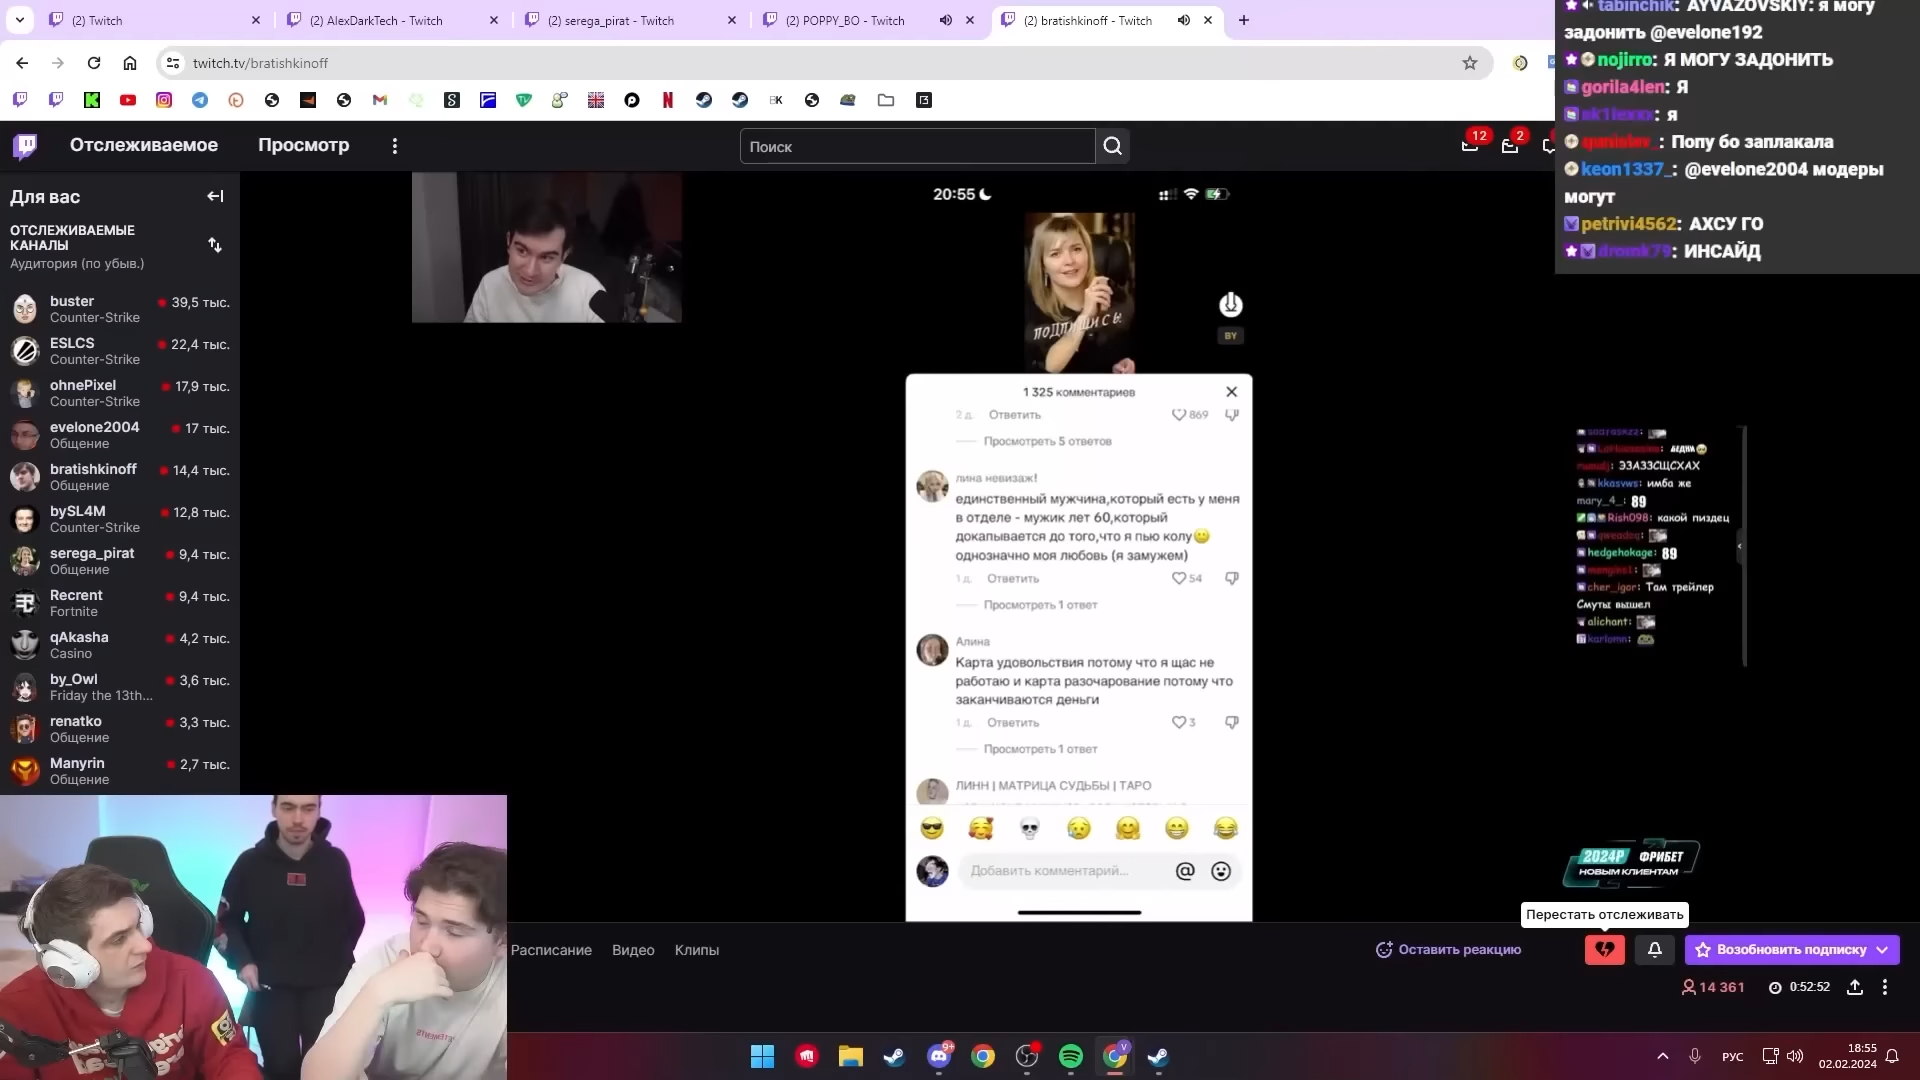 (2) Twitch
(2) AlexDarkTech - Twitch
(2) serega_pirat - Twitch
(2) POPPY_BO - Twitch
(2) bratishkinoff - Twitch
twitch.tv/bratishkinoff
Отслеживаемое
Просмотр
Поиск
12
2
Для вас
ОТСЛЕЖИВАЕМЫЕ
КАНАЛЫ
Аудитория (по убыв.)
buster
39,5 тыс.
Counter-Strike
ESLCS
22,4 тыс.
Counter-Strike
ohnePixel
17,9 тыс.
Counter-Strike
evelone2004
17 тыс.
Общение
bratishkinoff
14,4 тыс.
Общение
bySL4M
12,8 тыс.
Counter-Strike
serega_pirat
9,4 тыс.
Общение
Recrent
9,4 тыс.
Fortnite
qAkasha
4,2 тыс.
Casino
by_Owl
3,6 тыс.
Friday the 13th...
renatko
3,3 тыс.
Общение
Manyrin
2,7 тыс.
Общение
20:55
ПОДПИШИСЬ!
BY
1 325 комментариев
2 д. Ответить 869
Просмотреть 5 ответов
лина невизаж!
единственный мужчина,который есть у меня
в отделе - мужик лет 60,который
докапывается до того,что я пью колу
однозначно моя любовь (я замужем)
1 д. Ответить 54
Просмотреть 1 ответ
Алина
Карта удовольствия потому что я щас не
работаю и карта разочарование потому что
заканчиваются деньги
1 д. Ответить 3
Просмотреть 1 ответ
ЛИНН | МАТРИЦА СУДЬБЫ | ТАРО
Добавить комментарий...
@
tabinchik: AYVAZOVSKIY: я могу
задонить @evelone192
nojirro: Я МОГУ ЗАДОНИТЬ
gorila4len: Я
: я
: Попу бо заплакала
keon1337_: @evelone2004 модеры
могут
petrivi4562: АХСУ ГО
: ИНСАЙД
: ЭЗАЗЗСЩСХАХ
kkasvws: имба же
mary_4_: 89
Rish098: какой пиздец
hedgehokage: 89
cher_igor: Там трейлер
Смуты вышел
alichant:
2024Р ФРИБЕТ
НОВЫМ КЛИЕНТАМ
Перестать отслеживать
Расписание
Видео
Клипы
Оставить реакцию
Возобновить подписку
14 361
0:52:52
9+
V
РУС
18:55
02.02.2024